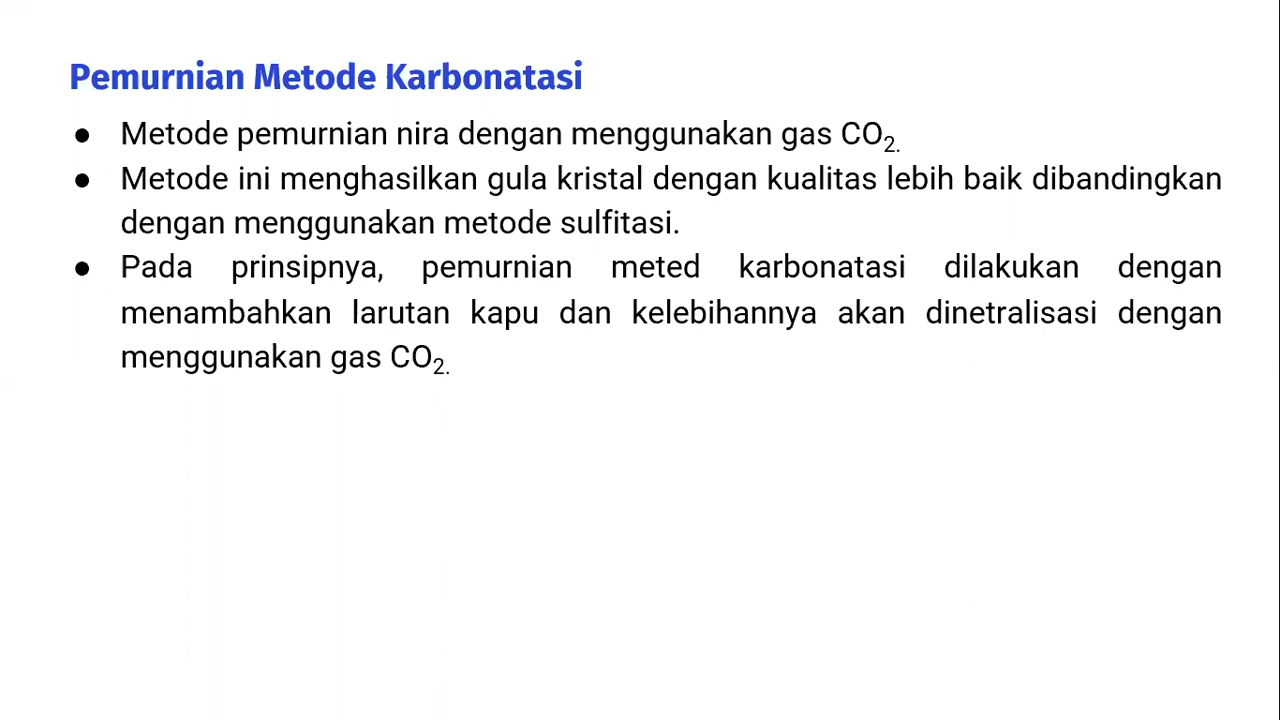 Pemurnian Metode Karbonatasi
● Metode pemurnian nira dengan menggunakan gas CO₂.
● Metode ini menghasilkan gula kristal dengan kualitas lebih baik dibandingkan
dengan menggunakan metode sulfitasi.
● Pada prinsipnya, pemurnian meted karbonatasi dilakukan dengan
menambahkan larutan kapu dan kelebihannya akan dinetralisasi dengan
menggunakan gas CO₂.